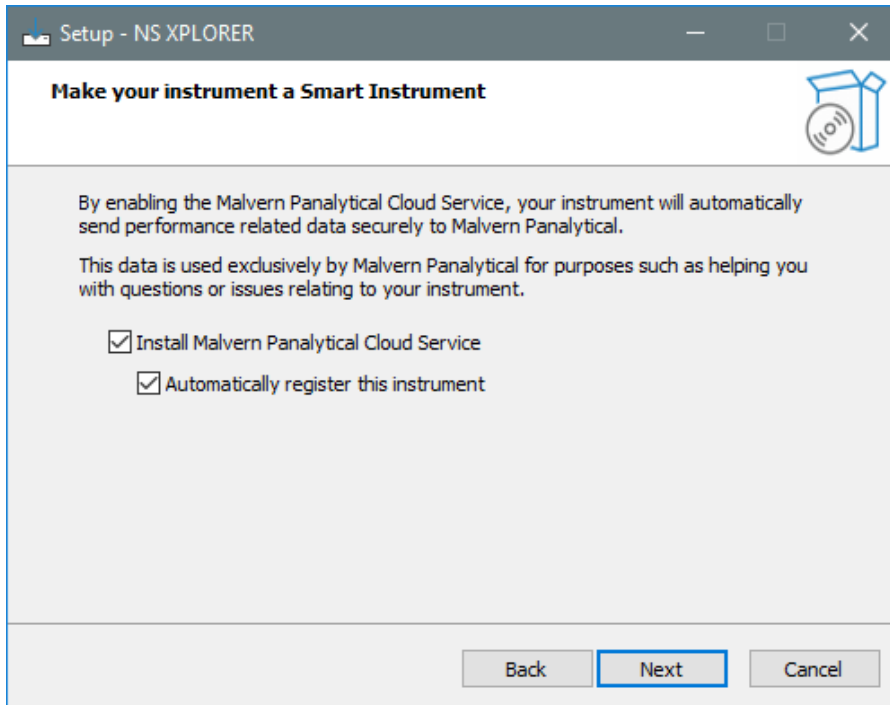 Setup - NS XPLORER
Make your instrument a Smart Instrument
By enabling the Malvern Panalytical Cloud Service, your instrument will automatically
send performance related data securely to Malvern Panalytical.
This data is used exclusively by Malvern Panalytical for purposes such as helping you
with questions or issues relating to your instrument.
Install Malvern Panalytical Cloud Service
Automatically register this instrument
Back Next Cancel